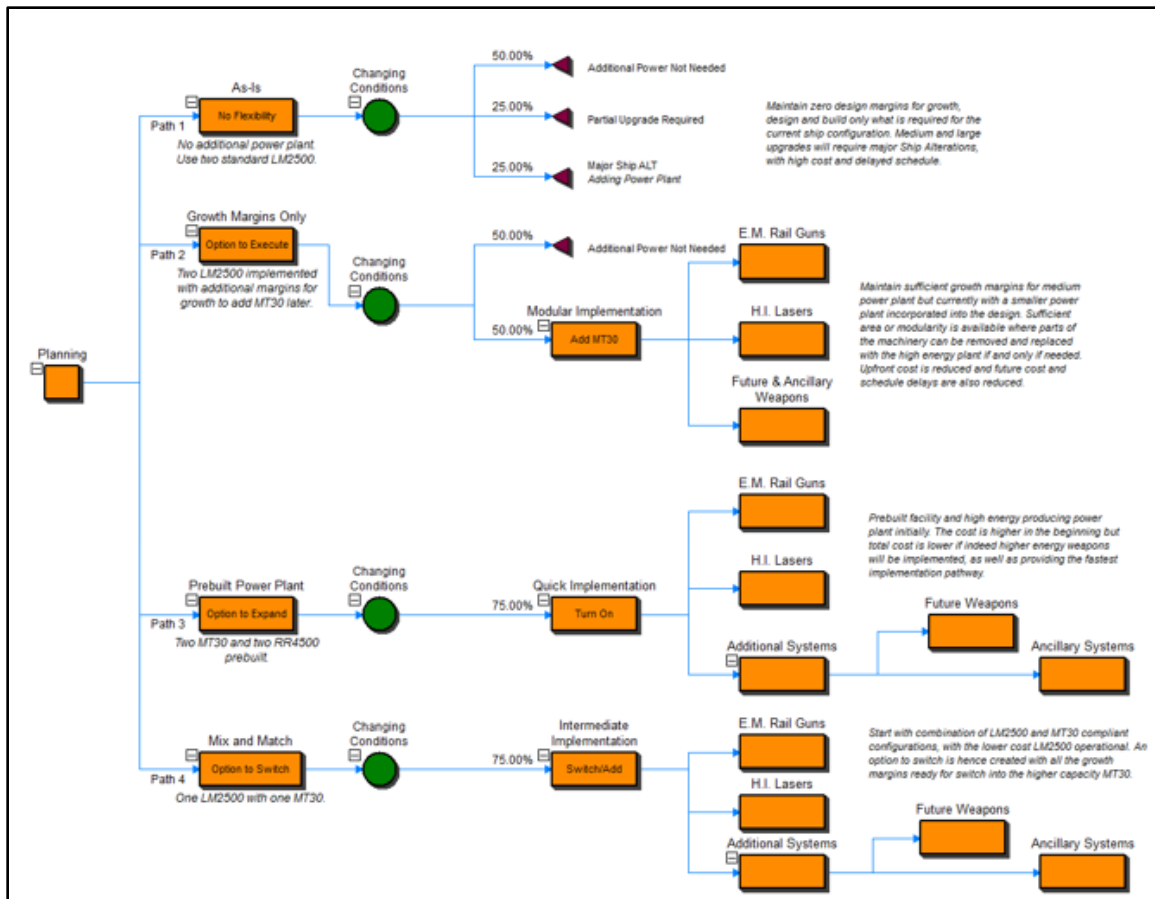 50.00%
Additional Power Not Needed
As-Is
Changing
Conditions
No Flexibility
Path 1
25.00%
Partial Upgrade Required
Maintain zero design margins for growth,
design and build only what is required for the
current ship configuration. Medium and large
upgrades will require major Ship Alterations,
with high cost and delayed schedule.
No additional power plant.
Use two standard LM2500.
25.00%
Major Ship ALT
Adding Power Plant
Growth Margins Only
Option to Execute
Path 2
Two LM2500 implemented
with additional margins for
growth to add MT30 later.
Changing
Conditions
50.00%
Additional Power Not Needed
E.M. Rail Guns
50.00%
Modular Implementation
Add MT30
H.I. Lasers
Future & Ancillary
Weapons
Maintain sufficient growth margins for medium
power plant but currently with a smaller power
plant incorporated into the design. Sufficient
area or modularity is available where parts of
the machinery can be removed and replaced
with the high energy plant if and only if needed.
Upfront cost is reduced and future cost and
schedule delays are also reduced.
Planning
Prebuilt Power Plant
Option to Expand
Path 3
Two MT30 and two RR4500
prebuilt.
Changing
Conditions
75.00%
Quick Implementation
Turn On
E.M. Rail Guns
H.I. Lasers
Additional Systems
Prebuilt facility and high energy producing power
plant initially. The cost is higher in the beginning but
total cost is lower if indeed higher energy weapons
will be implemented, as well as providing the fastest
implementation pathway.
Future Weapons
Ancillary Systems
Mix and Match
Option to Switch
Path 4
One LM2500 with one MT30.
Changing
Conditions
75.00%
Intermediate
Implementation
Switch/Add
E.M. Rail Guns
H.I. Lasers
Additional Systems
Start with combination of LM2500 and MT30 compliant
configurations, with the lower cost LM2500 operational. An
option to switch is hence created with all the growth
margins ready for switch into the higher capacity MT30.
Future Weapons
Ancillary Systems